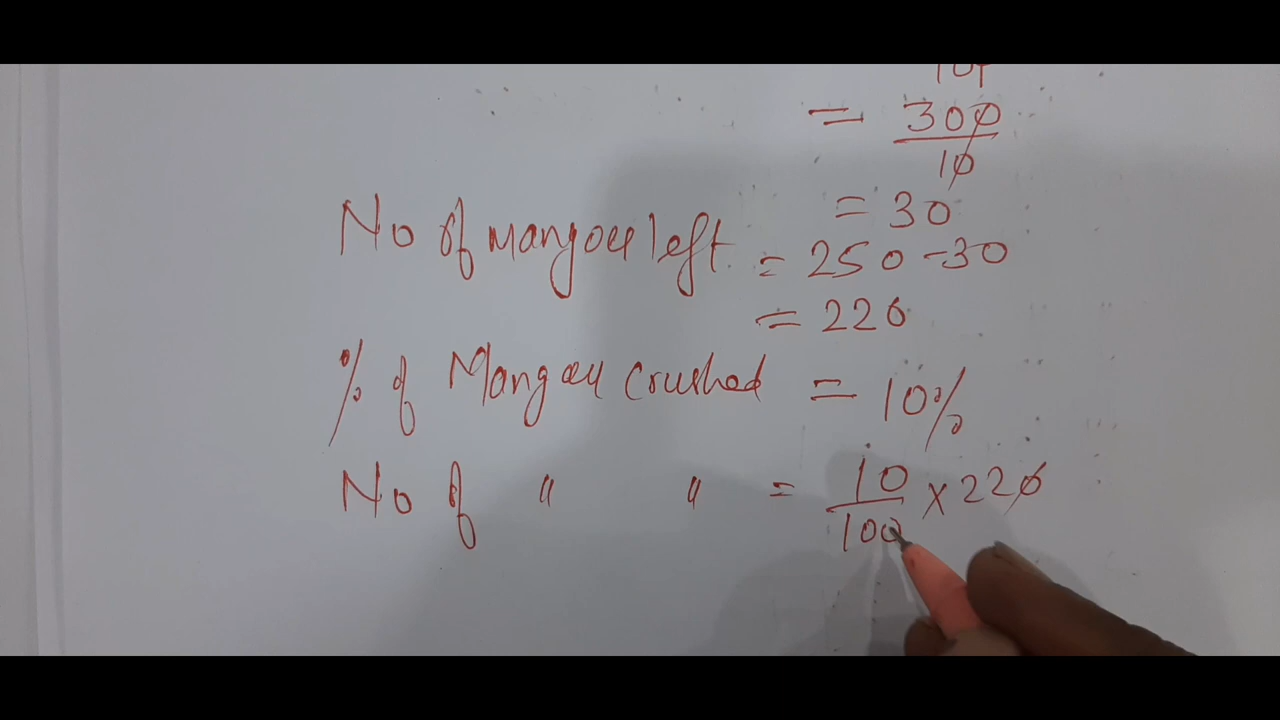 = 300
10
= 30
No of mangoes left = 250 - 30
= 220
% of Mangoes Crushed = 10%
No of " " = 10/100 × 220